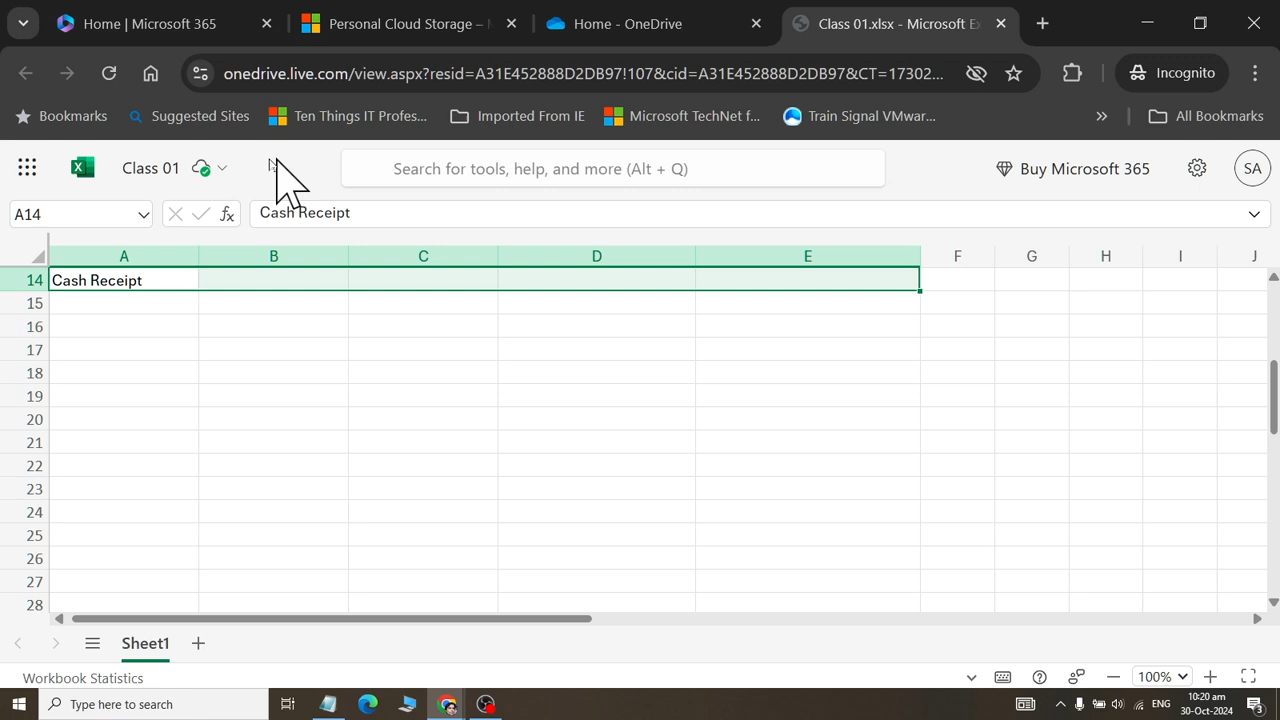 Home | Microsoft 365
Personal Cloud Storage –
Home - OneDrive
Class 01.xlsx - Microsoft Ex
onedrive.live.com/view.aspx?resid=A31E452888D2DB97!107&cid=A31E452888D2DB97&CT=17302...
Incognito
Bookmarks
Suggested Sites
Ten Things IT Profes...
Imported From IE
Microsoft TechNet f...
Train Signal VMwar...
»
All Bookmarks
Class 01
Search for tools, help, and more (Alt + Q)
Buy Microsoft 365
SA
A14
fx
Cash Receipt
A B C D E F G H I J
14 Cash Receipt
15
16
17
18
19
20
21
22
23
24
25
26
27
28
Sheet1
Workbook Statistics
100%
Type here to search
ENG
10:20 am
30-Oct-2024
3